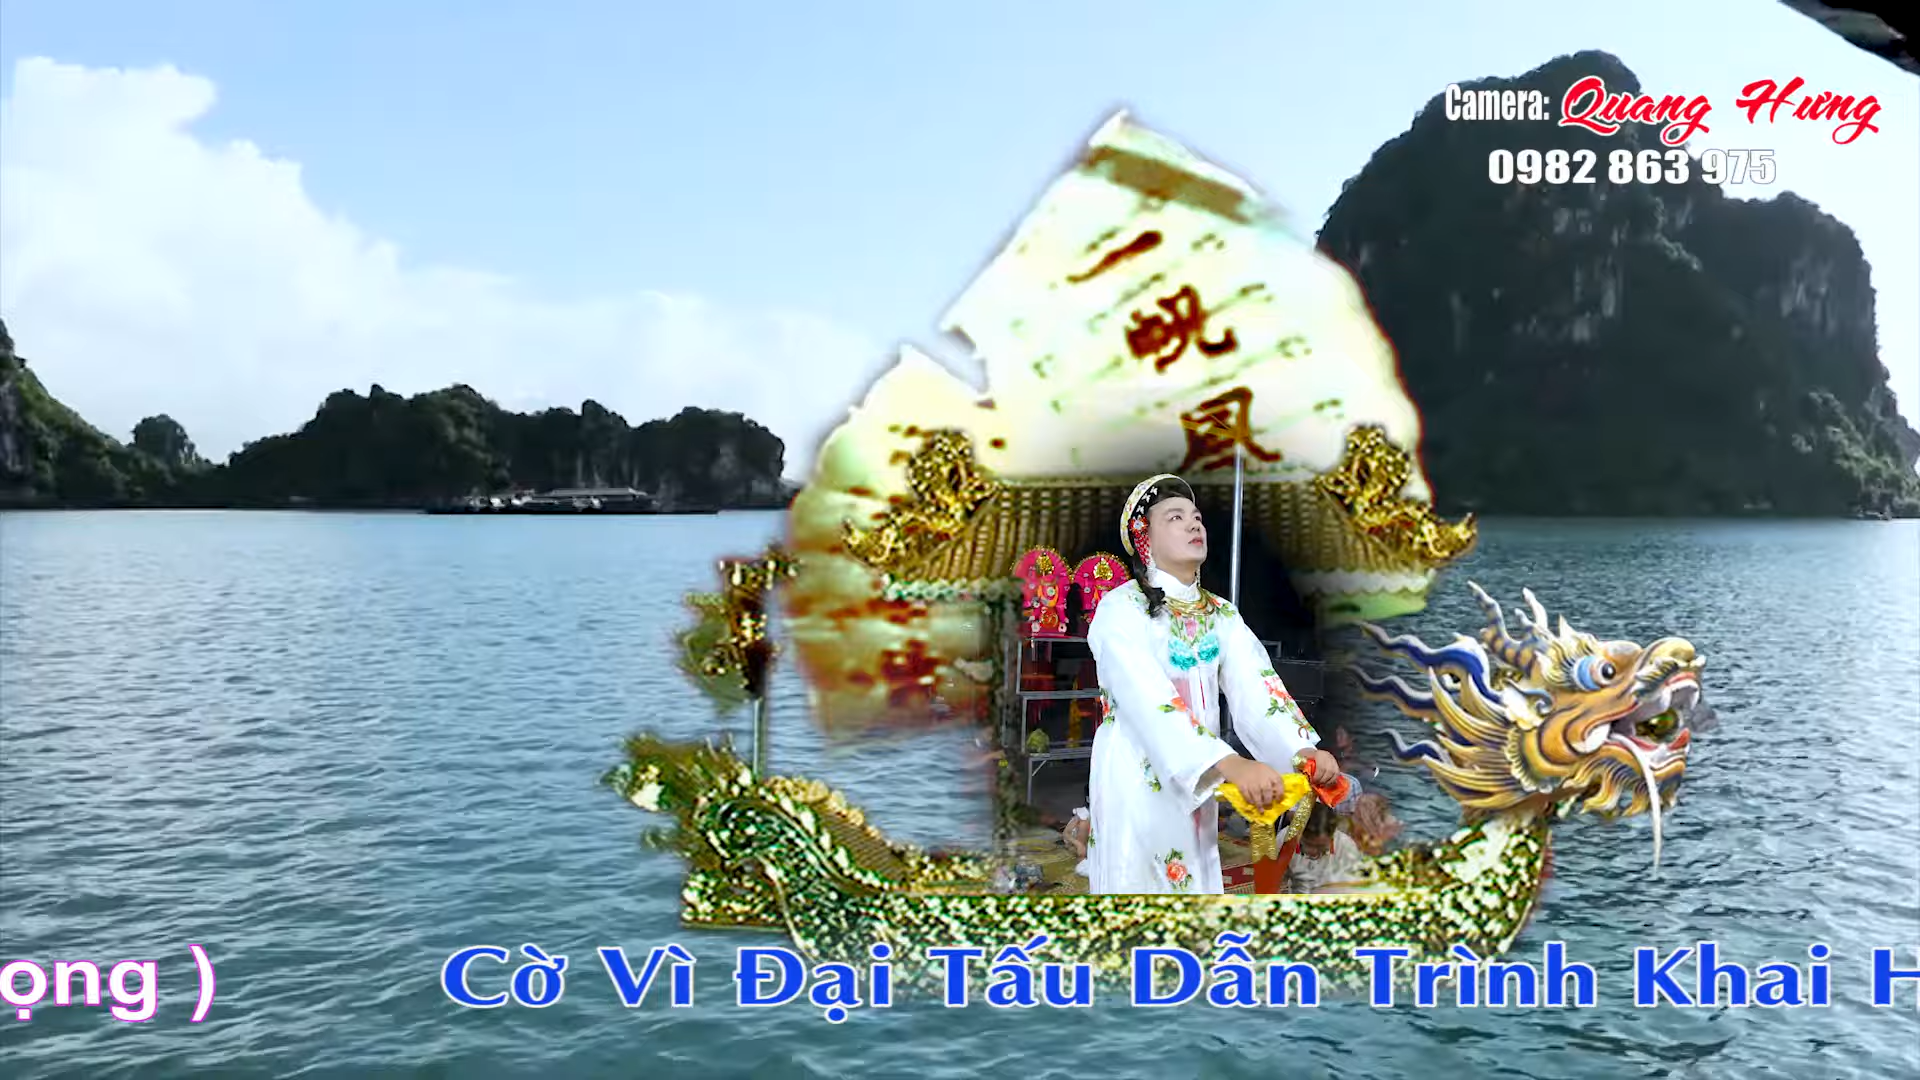 Camera: Quang Hưng
0982 863 975
一
帆
風
ọng ) Cờ Vì Đại Tấu Dẫn Trình Khai H